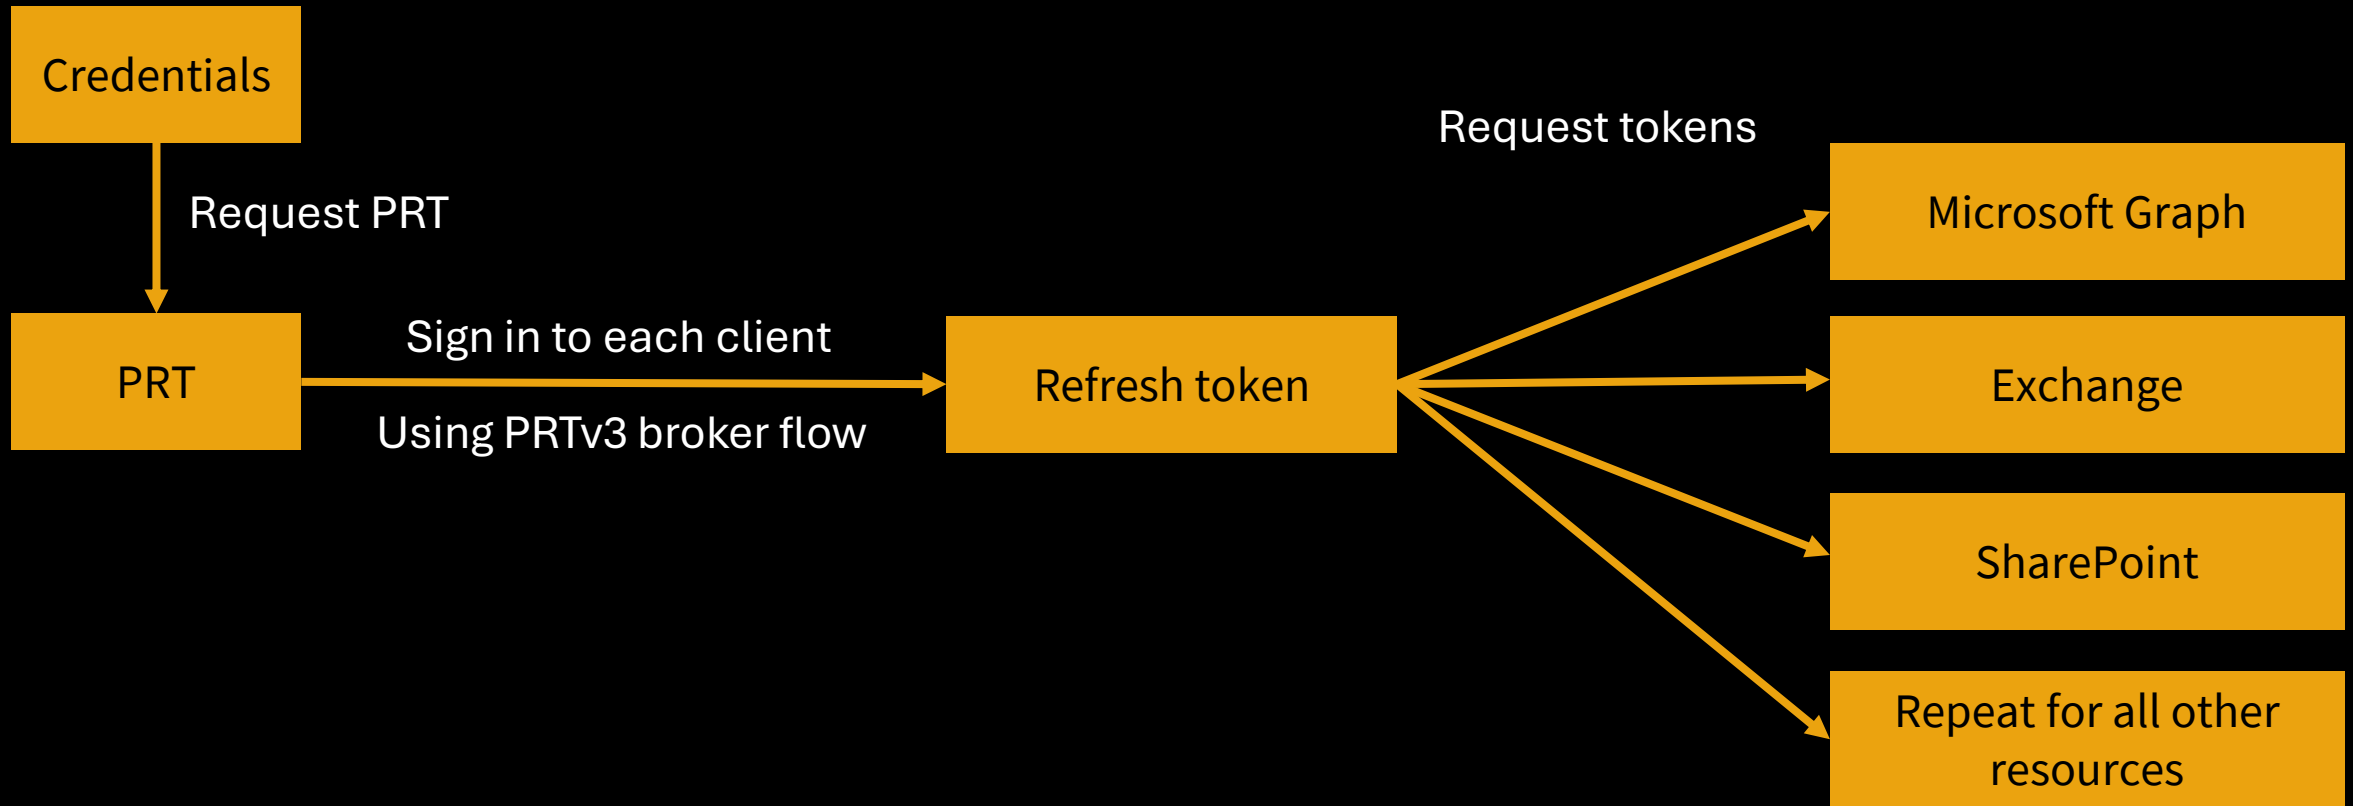 Credentials
Request PRT
PRT
Sign in to each client
Using PRTv3 broker flow
Refresh token
Request tokens
Microsoft Graph
Exchange
SharePoint
Repeat for all other
resources